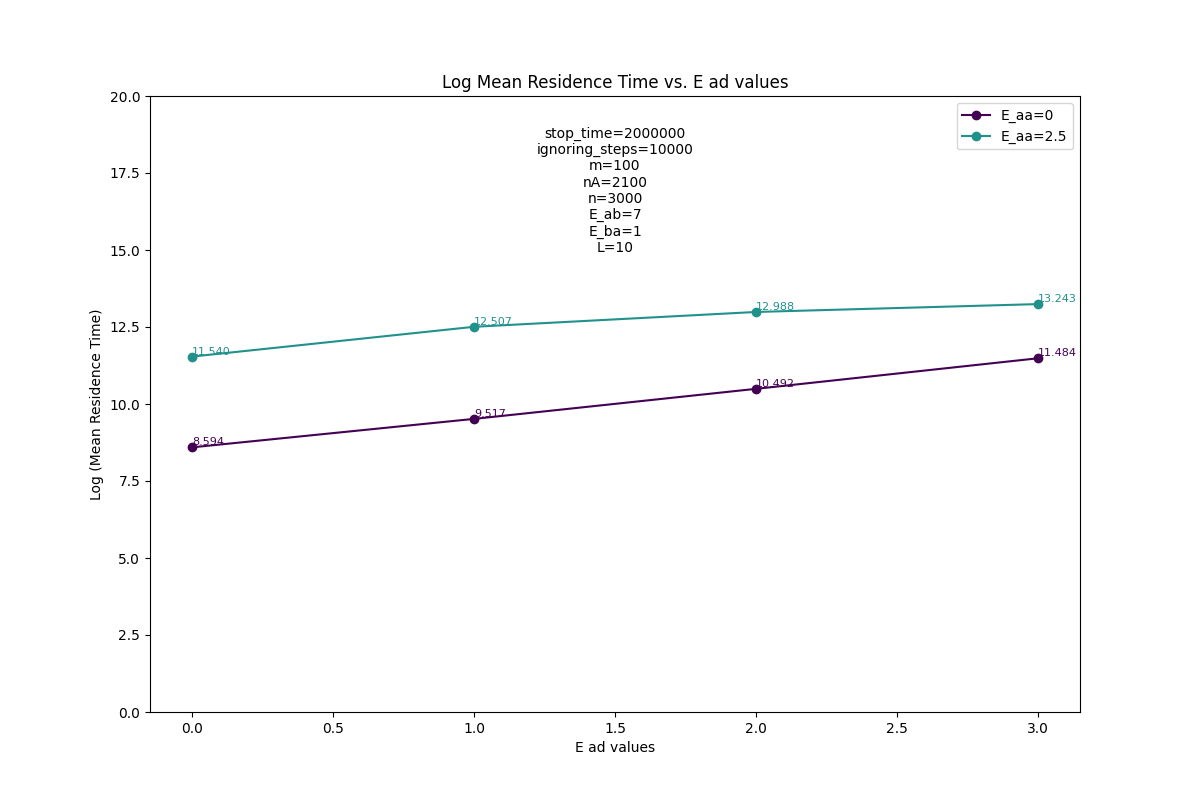 Log Mean Residence Time vs. E ad values
20.0
17.5
15.0
12.5
10.0
7.5
5.0
2.5
0.0
Log (Mean Residence Time)
stop_time=2000000
ignoring_steps=10000
m=100
nA=2100
n=3000
E_ab=7
E_ba=1
L=10
E_aa=0
E_aa=2.5
11.540
12.507
12.988
13.243
8.594
9.517
10.492
11.484
0.0
0.5
1.0
1.5
2.0
2.5
3.0
E ad values